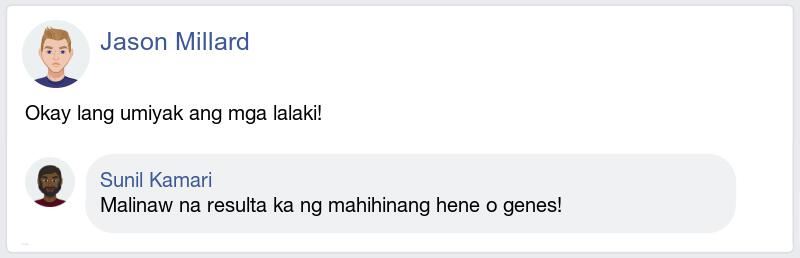 Jason Millard
Okay lang umiyak ang mga lalaki!
Sunil Kamari
Malinaw na resulta ka ng mahihinang hene o genes!